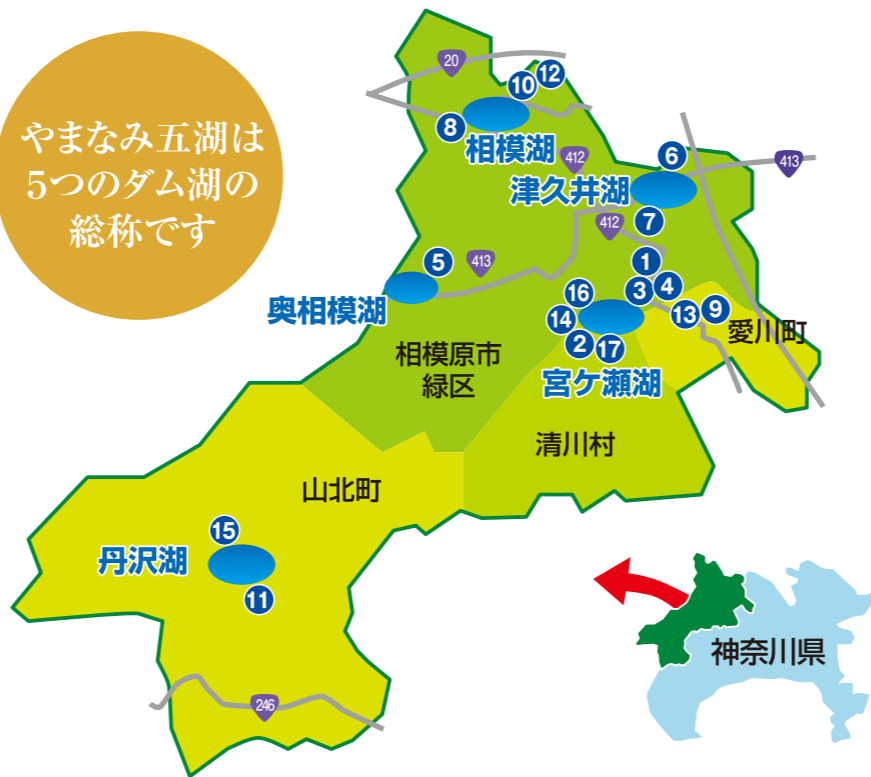 やまなみ五湖は
5つのダム湖の
総称です
20
10
12
8
相模湖
412
6
413
津久井湖
7
412
1
5
413
3
4
16
9
13
14
奥相模湖
2
17
愛川町
相模原市
緑区
宮ケ瀬湖
清川村
山北町
15
丹沢湖
11
246
神奈川県